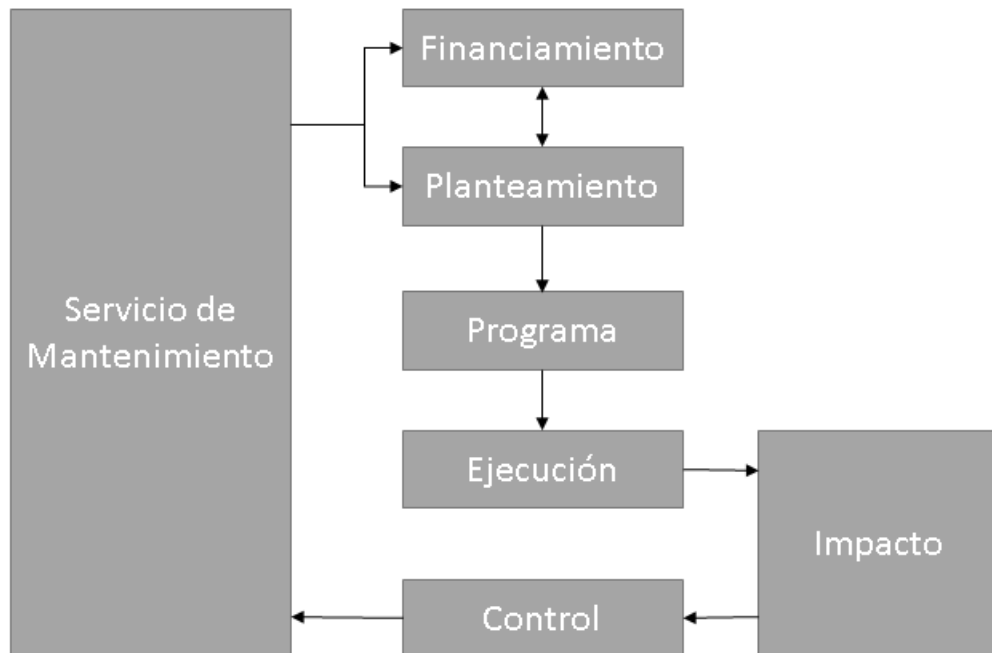 Financiamiento
Planteamiento
Servicio de
Mantenimiento
Programa
Ejecución
Impacto
Control